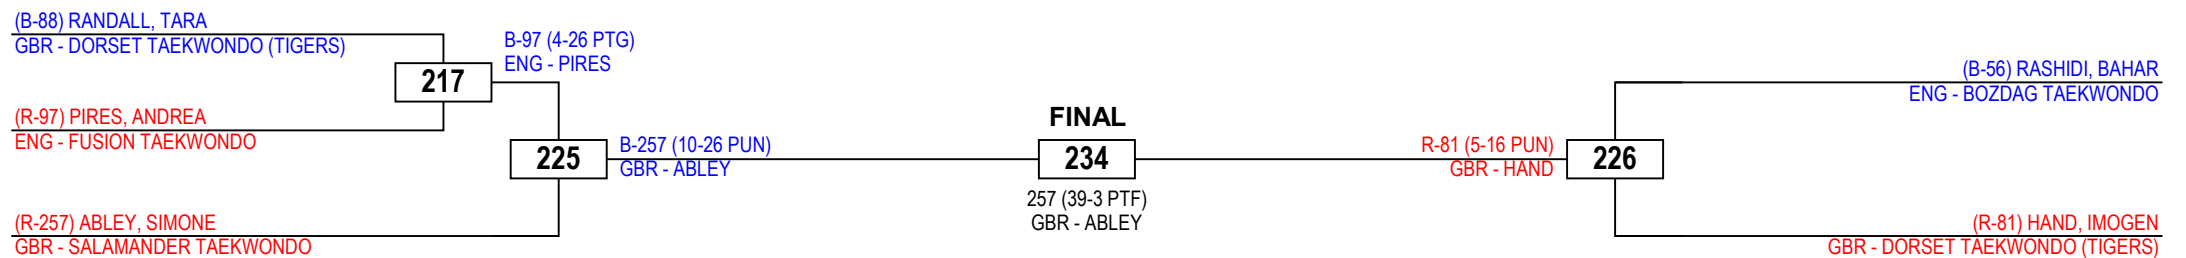 (B-88) RANDALL, TARA
GBR - DORSET TAEKWONDO (TIGERS)
B-97 (4-26 PTG)
ENG - PIRES
217
(R-97) PIRES, ANDREA
ENG - FUSION TAEKWONDO
225
B-257 (10-26 PUN)
GBR - ABLEY
(R-257) ABLEY, SIMONE
GBR - SALAMANDER TAEKWONDO
FINAL
234
257 (39-3 PTF)
GBR - ABLEY
(B-56) RASHIDI, BAHAR
ENG - BOZDAG TAEKWONDO
R-81 (5-16 PUN)
GBR - HAND
226
(R-81) HAND, IMOGEN
GBR - DORSET TAEKWONDO (TIGERS)